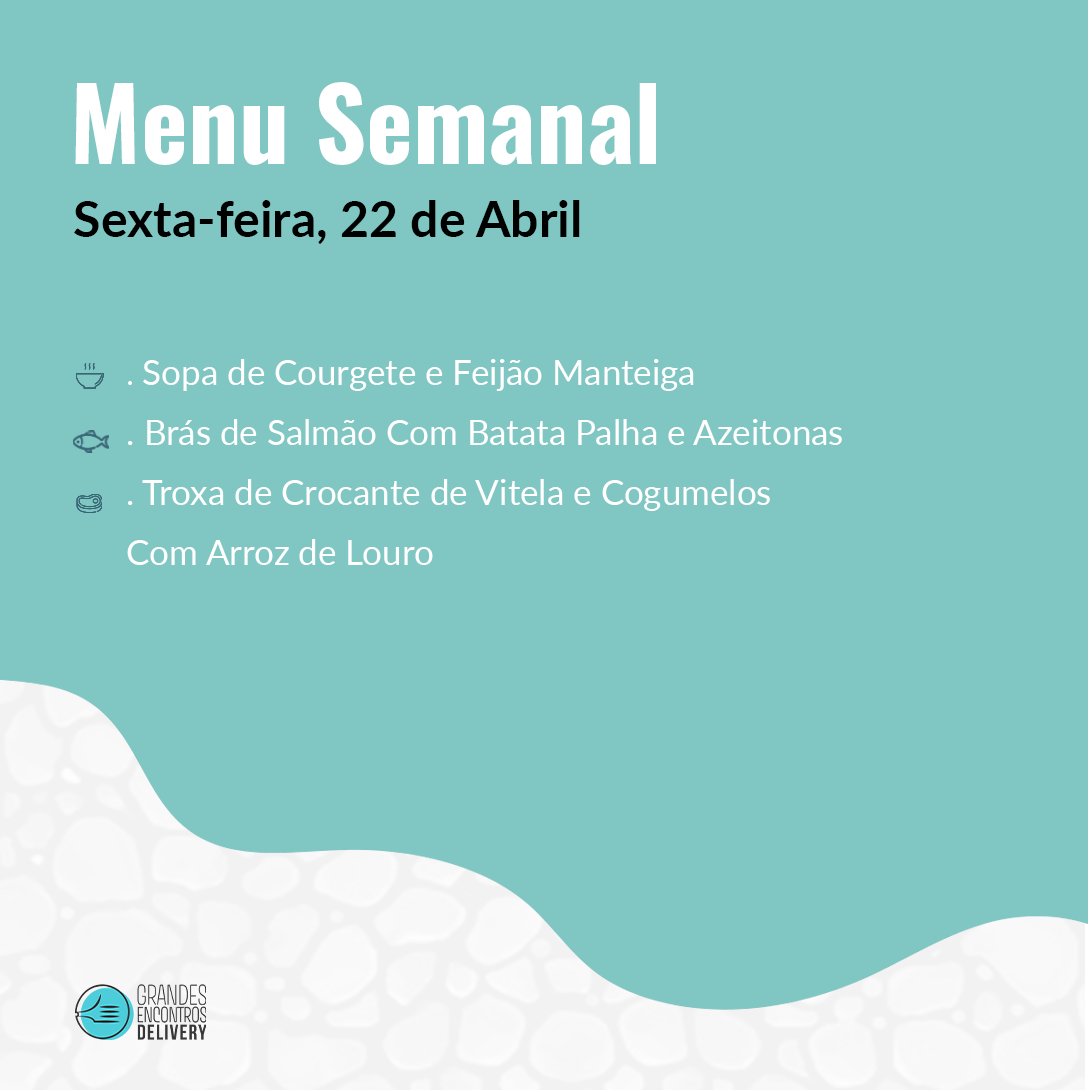 Menu Semanal
Sexta-feira, 22 de Abril
. Sopa de Courgete e Feijão Manteiga
. Brás de Salmão Com Batata Palha e Azeitonas
. Troxa de Crocante de Vitela e Cogumelos
Com Arroz de Louro
GRANDES
ENCONTROS
DELIVERY